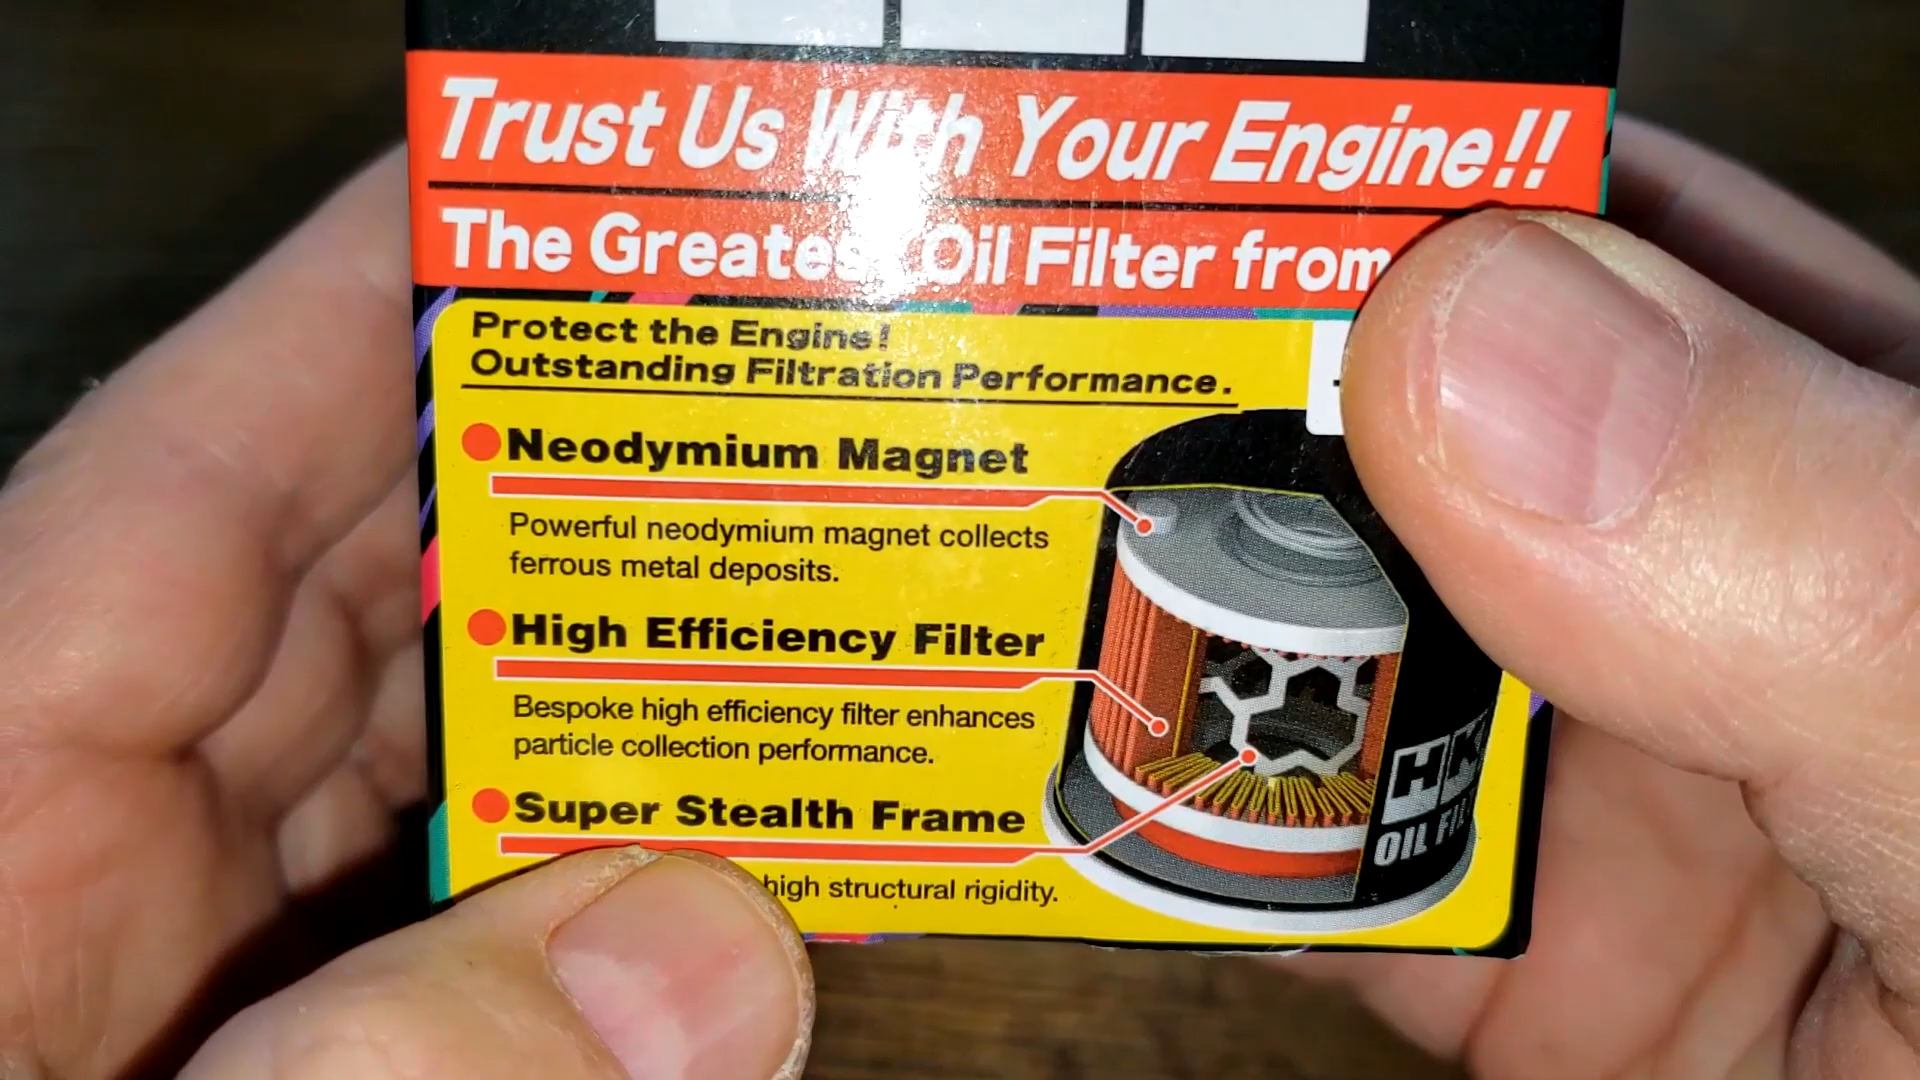 Trust Us With Your Engine!!
The Greatest Oil Filter from
Protect the Engine!
Outstanding Filtration Performance.
Neodymium Magnet
Powerful neodymium magnet collects
ferrous metal deposits.
High Efficiency Filter
Bespoke high efficiency filter enhances
particle collection performance.
Super Stealth Frame
high structural rigidity.
HK
OIL